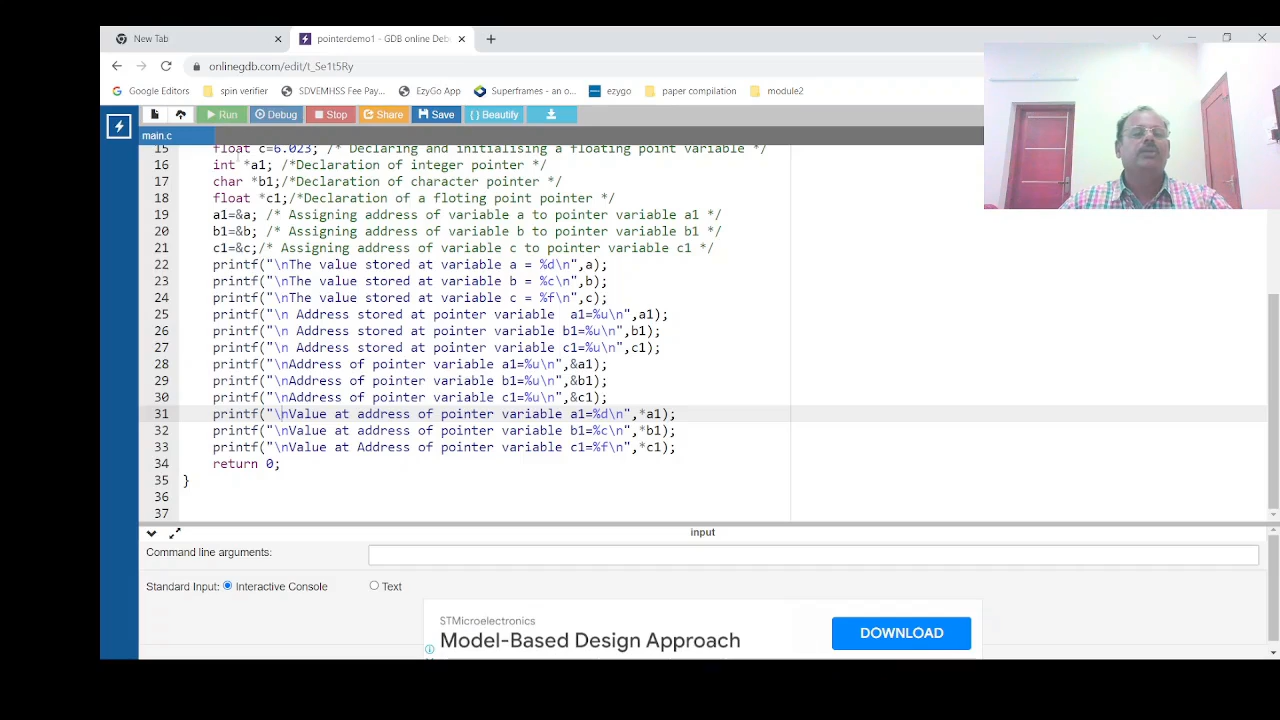 New Tab
pointerdemo1 - GDB online Deb
onlinegdb.com/edit/t_Se1t5Ry
Google Editors spin verifier SDVEMHSS Fee Pay... EzyGo App Superframes - an o... ezygo paper compilation module2
Run Debug Stop Share Save { } Beautify
main.c
15 float c=6.023; /* Declaring and initialising a floating point variable */
16 int *a1; /*Declaration of integer pointer */
17 char *b1;/*Declaration of character pointer */
18 float *c1;/*Declaration of a floting point pointer */
19 a1=&a; /* Assigning address of variable a to pointer variable a1 */
20 b1=&b; /* Assigning address of variable b to pointer variable b1 */
21 c1=&c;/* Assigning address of variable c to pointer variable c1 */
22 printf("\nThe value stored at variable a = %d\n",a);
23 printf("\nThe value stored at variable b = %c\n",b);
24 printf("\nThe value stored at variable c = %f\n",c);
25 printf("\n Address stored at pointer variable  a1=%u\n",a1);
26 printf("\n Address stored at pointer variable b1=%u\n",b1);
27 printf("\n Address stored at pointer variable c1=%u\n",c1);
28 printf("\nAddress of pointer variable a1=%u\n",&a1);
29 printf("\nAddress of pointer variable b1=%u\n",&b1);
30 printf("\nAddress of pointer variable c1=%u\n",&c1);
31 printf("\nValue at address of pointer variable a1=%d\n",*a1);
32 printf("\nValue at address of pointer variable b1=%c\n",*b1);
33 printf("\nValue at Address of pointer variable c1=%f\n",*c1);
34 return 0;
35 }
36
37
input
Command line arguments:
Standard Input: Interactive Console Text
STMicroelectronics
Model-Based Design Approach
DOWNLOAD